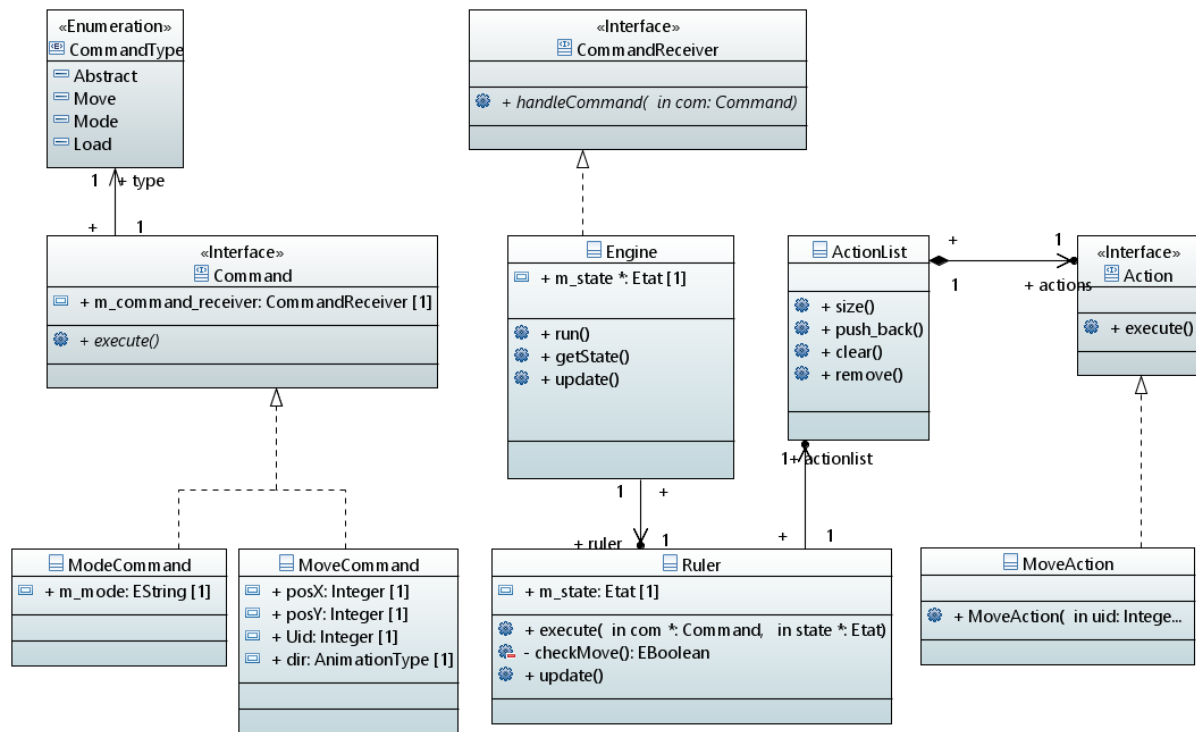 «Enumeration»
CommandType
Abstract
Move
Mode
Load
1
+ type
+
1
«Interface»
Command
+ m_command_receiver: CommandReceiver [1]
+ execute()
ModeCommand
+ m_mode: EString [1]
MoveCommand
+ posX: Integer [1]
+ posY: Integer [1]
+ Uid: Integer [1]
+ dir: AnimationType [1]
«Interface»
CommandReceiver
+ handleCommand( in com: Command)
Engine
+ m_state *: Etat [1]
+ run()
+ getState()
+ update()
1
+
+ ruler
1
Ruler
+ m_state: Etat [1]
+ execute( in com *: Command, in state *: Etat)
- checkMove(): EBoolean
+ update()
+
1
1
+ actionlist
ActionList
+ size()
+ push_back()
+ clear()
+ remove()
+
1
1
+ actions
«Interface»
Action
+ execute()
MoveAction
+ MoveAction( in uid: Intege...